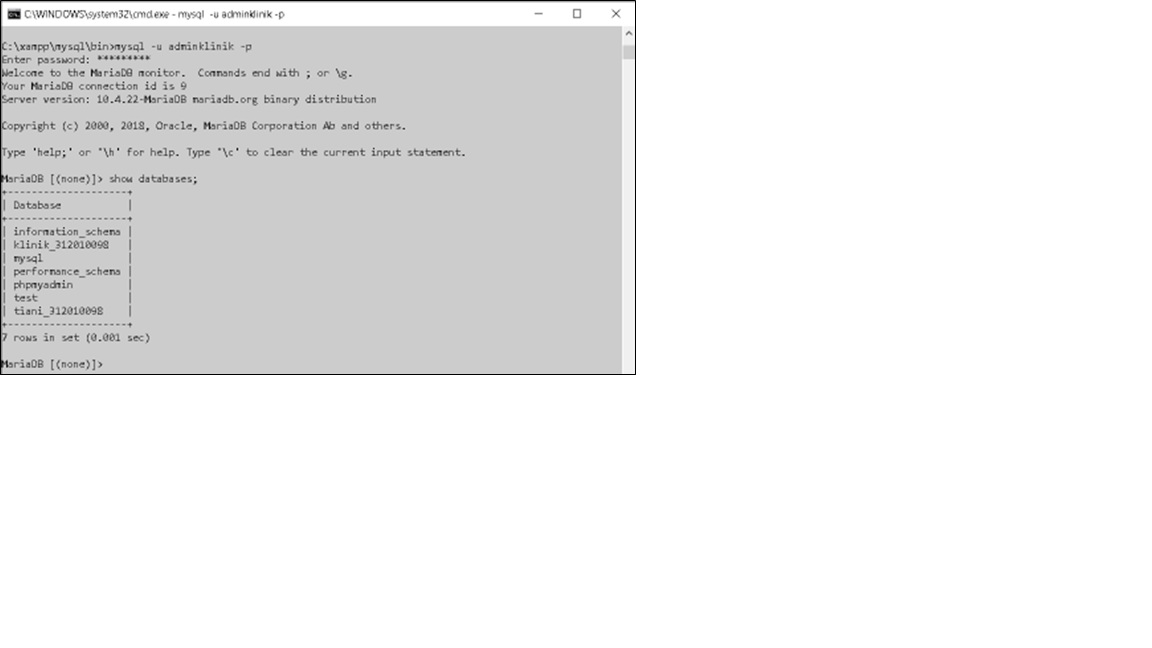 C:\WINDOWS\system32\cmd.exe - mysql -u adminklinik -p
C:\xampp\mysql\bin>mysql -u adminklinik -p
Enter password: *********
Welcome to the MariaDB monitor.  Commands end with ; or \g.
Your MariaDB connection id is 9
Server version: 10.4.22-MariaDB mariadb.org binary distribution
Copyright (c) 2000, 2018, Oracle, MariaDB Corporation Ab and others.
Type 'help;' or '\h' for help. Type '\c' to clear the current input statement.
MariaDB [(none)]> show databases;
+--------------------+
| Database           |
+--------------------+
| information_schema |
| klinik_312010098   |
| mysql              |
| performance_schema |
| phpmyadmin         |
| test               |
| tiani_312010098    |
+--------------------+
7 rows in set (0.001 sec)
MariaDB [(none)]>